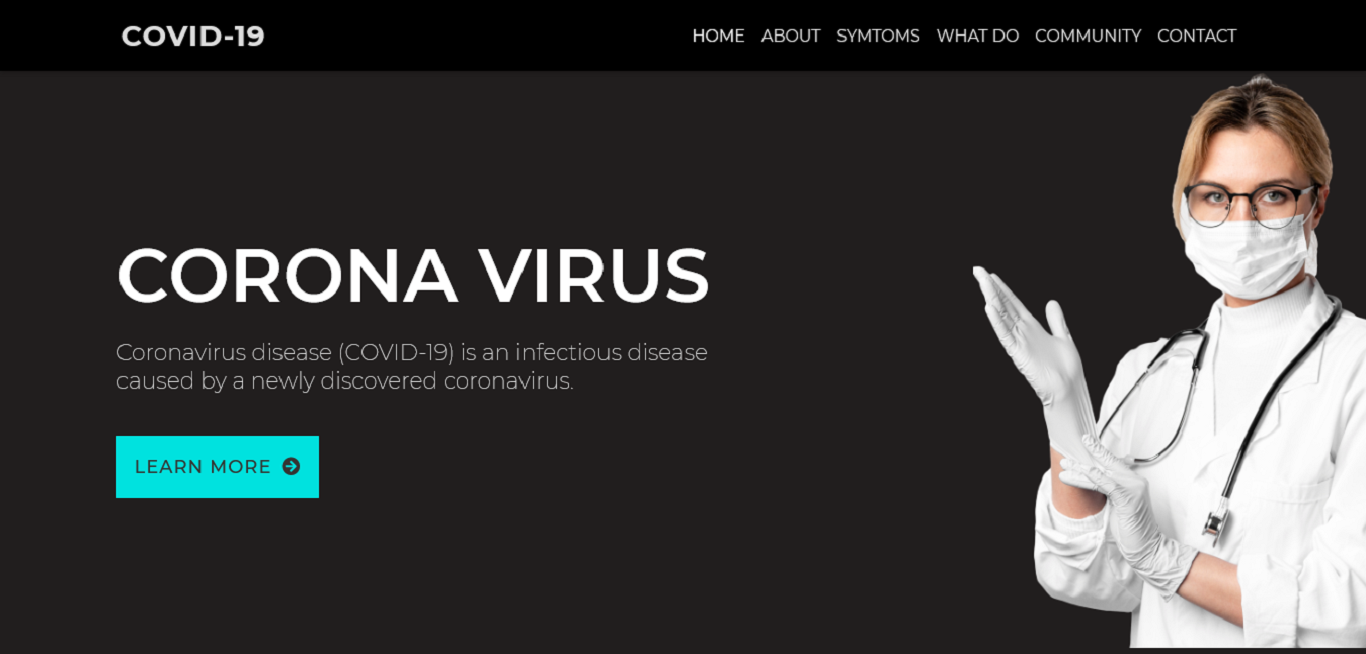 COVID-19
HOME ABOUT SYMTOMS WHAT DO COMMUNITY CONTACT
CORONA VIRUS
Coronavirus disease (COVID-19) is an infectious disease
caused by a newly discovered coronavirus.
LEARN MORE